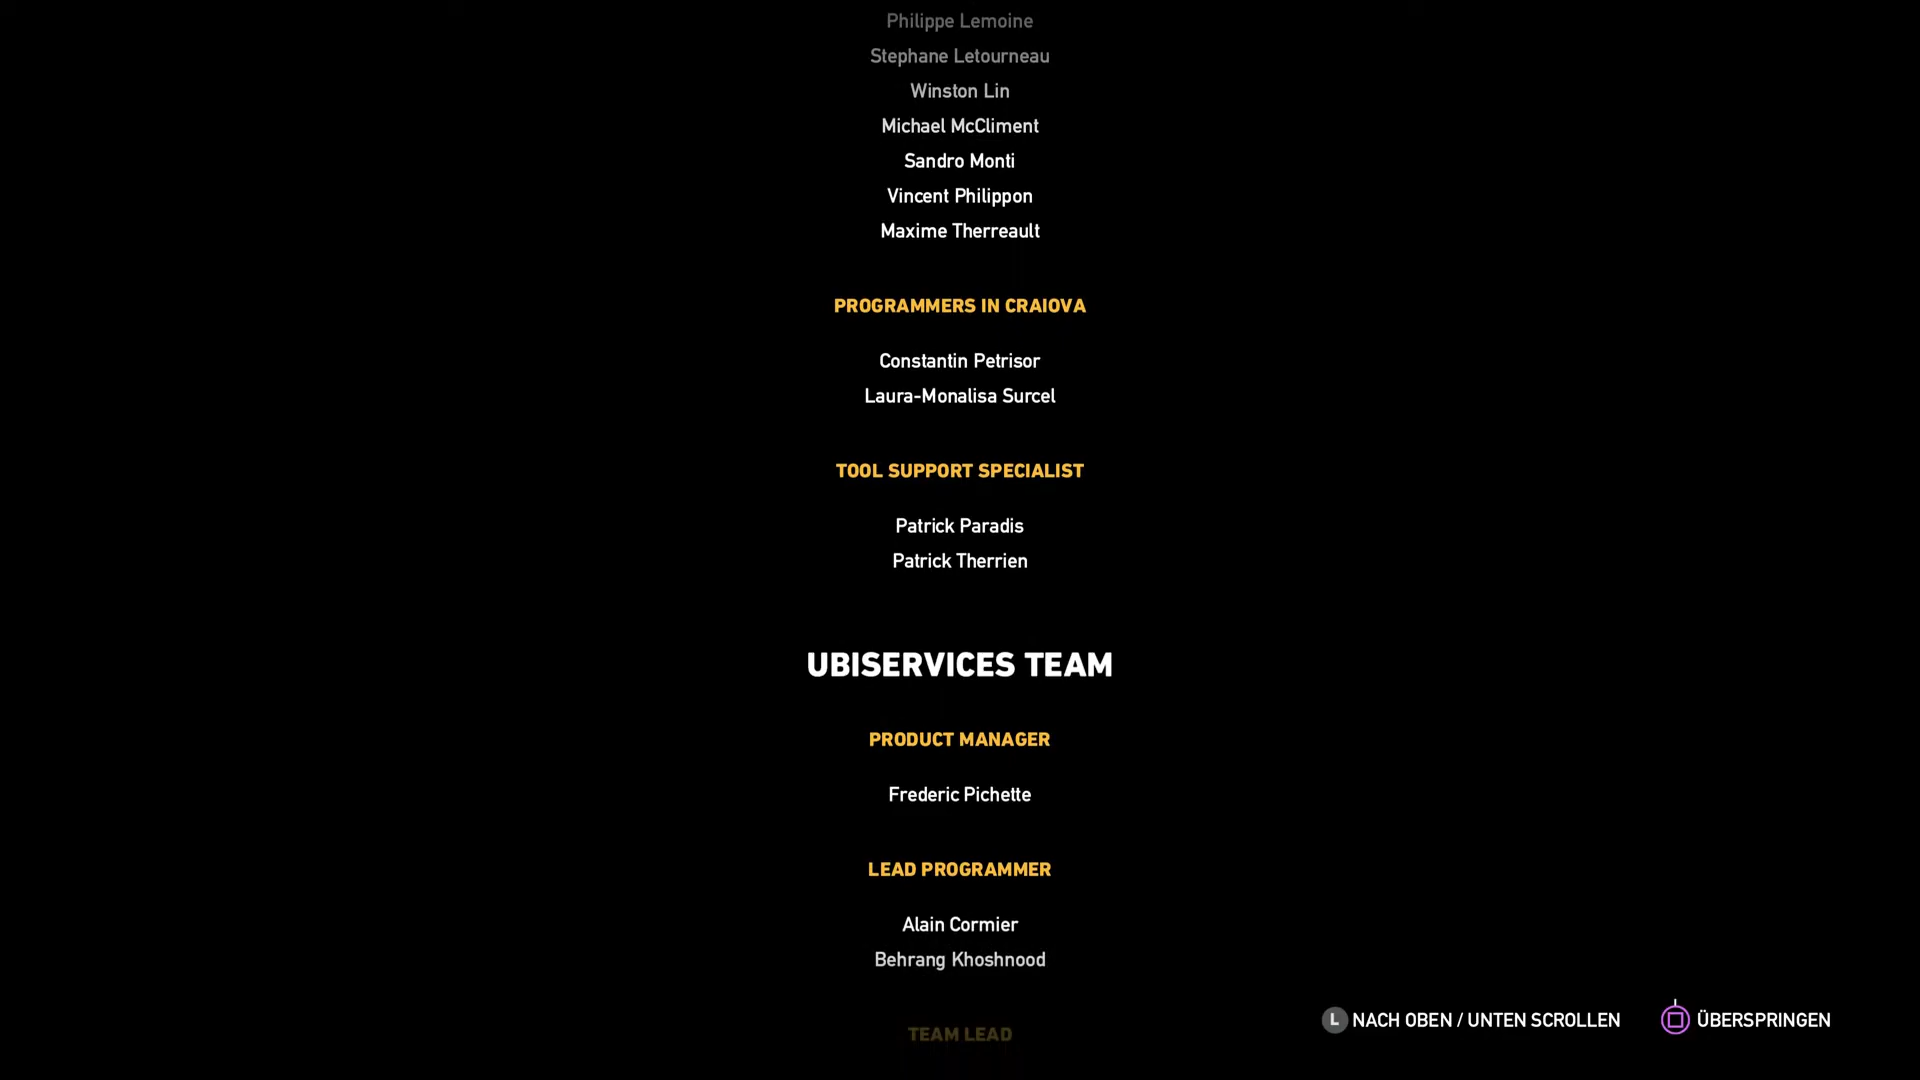 Philippe Lemoine
Stephane Letourneau
Winston Lin
Michael McCliment
Sandro Monti
Vincent Philippon
Maxime Therreault
PROGRAMMERS IN CRAIOVA
Constantin Petrisor
Laura-Monalisa Surcel
TOOL SUPPORT SPECIALIST
Patrick Paradis
Patrick Therrien
UBISERVICES TEAM
PRODUCT MANAGER
Frederic Pichette
LEAD PROGRAMMER
Alain Cormier
Behrang Khoshnood
TEAM LEAD
L NACH OBEN / UNTEN SCROLLEN ÜBERSPRINGEN